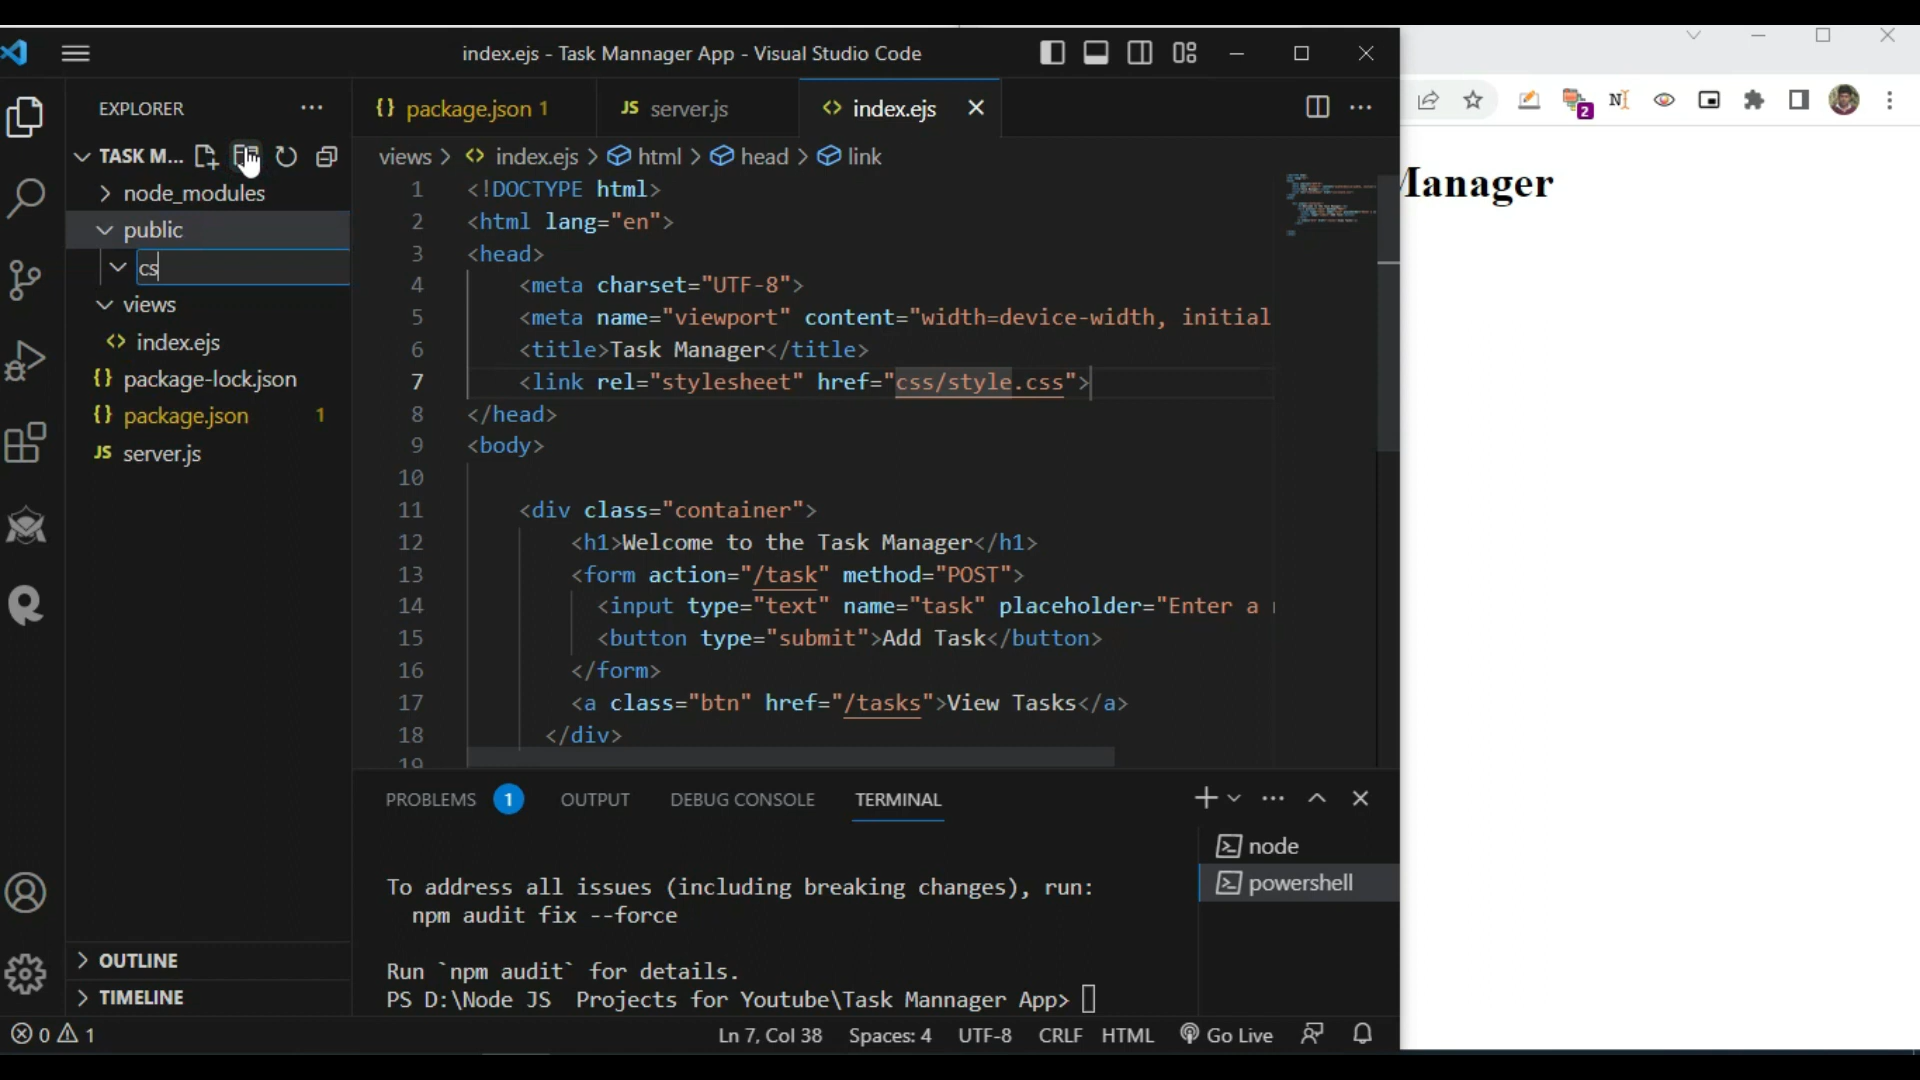 index.ejs - Task Mannager App - Visual Studio Code
EXPLORER
TASK M...
node_modules
public
cs
views
index.ejs
{} package-lock.json
{} package.json 1
JS server.js
OUTLINE
TIMELINE
{} package.json 1
JS server.js
<> index.ejs
views > <> index.ejs > html > head > link
1 <!DOCTYPE html>
2 <html lang="en">
3 <head>
4 <meta charset="UTF-8">
5 <meta name="viewport" content="width=device-width, initial
6 <title>Task Manager</title>
7 <link rel="stylesheet" href="css/style.css">
8 </head>
9 <body>
10
11 <div class="container">
12 <h1>Welcome to the Task Manager</h1>
13 <form action="/task" method="POST">
14 <input type="text" name="task" placeholder="Enter a
15 <button type="submit">Add Task</button>
16 </form>
17 <a class="btn" href="/tasks">View Tasks</a>
18 </div>
19
PROBLEMS 1 OUTPUT DEBUG CONSOLE TERMINAL
To address all issues (including breaking changes), run:
npm audit fix --force
Run `npm audit` for details.
PS D:\Node JS  Projects for Youtube\Task Mannager App>
node
powershell
0 1
Ln 7, Col 38 Spaces: 4 UTF-8 CRLF HTML Go Live
2
Manager